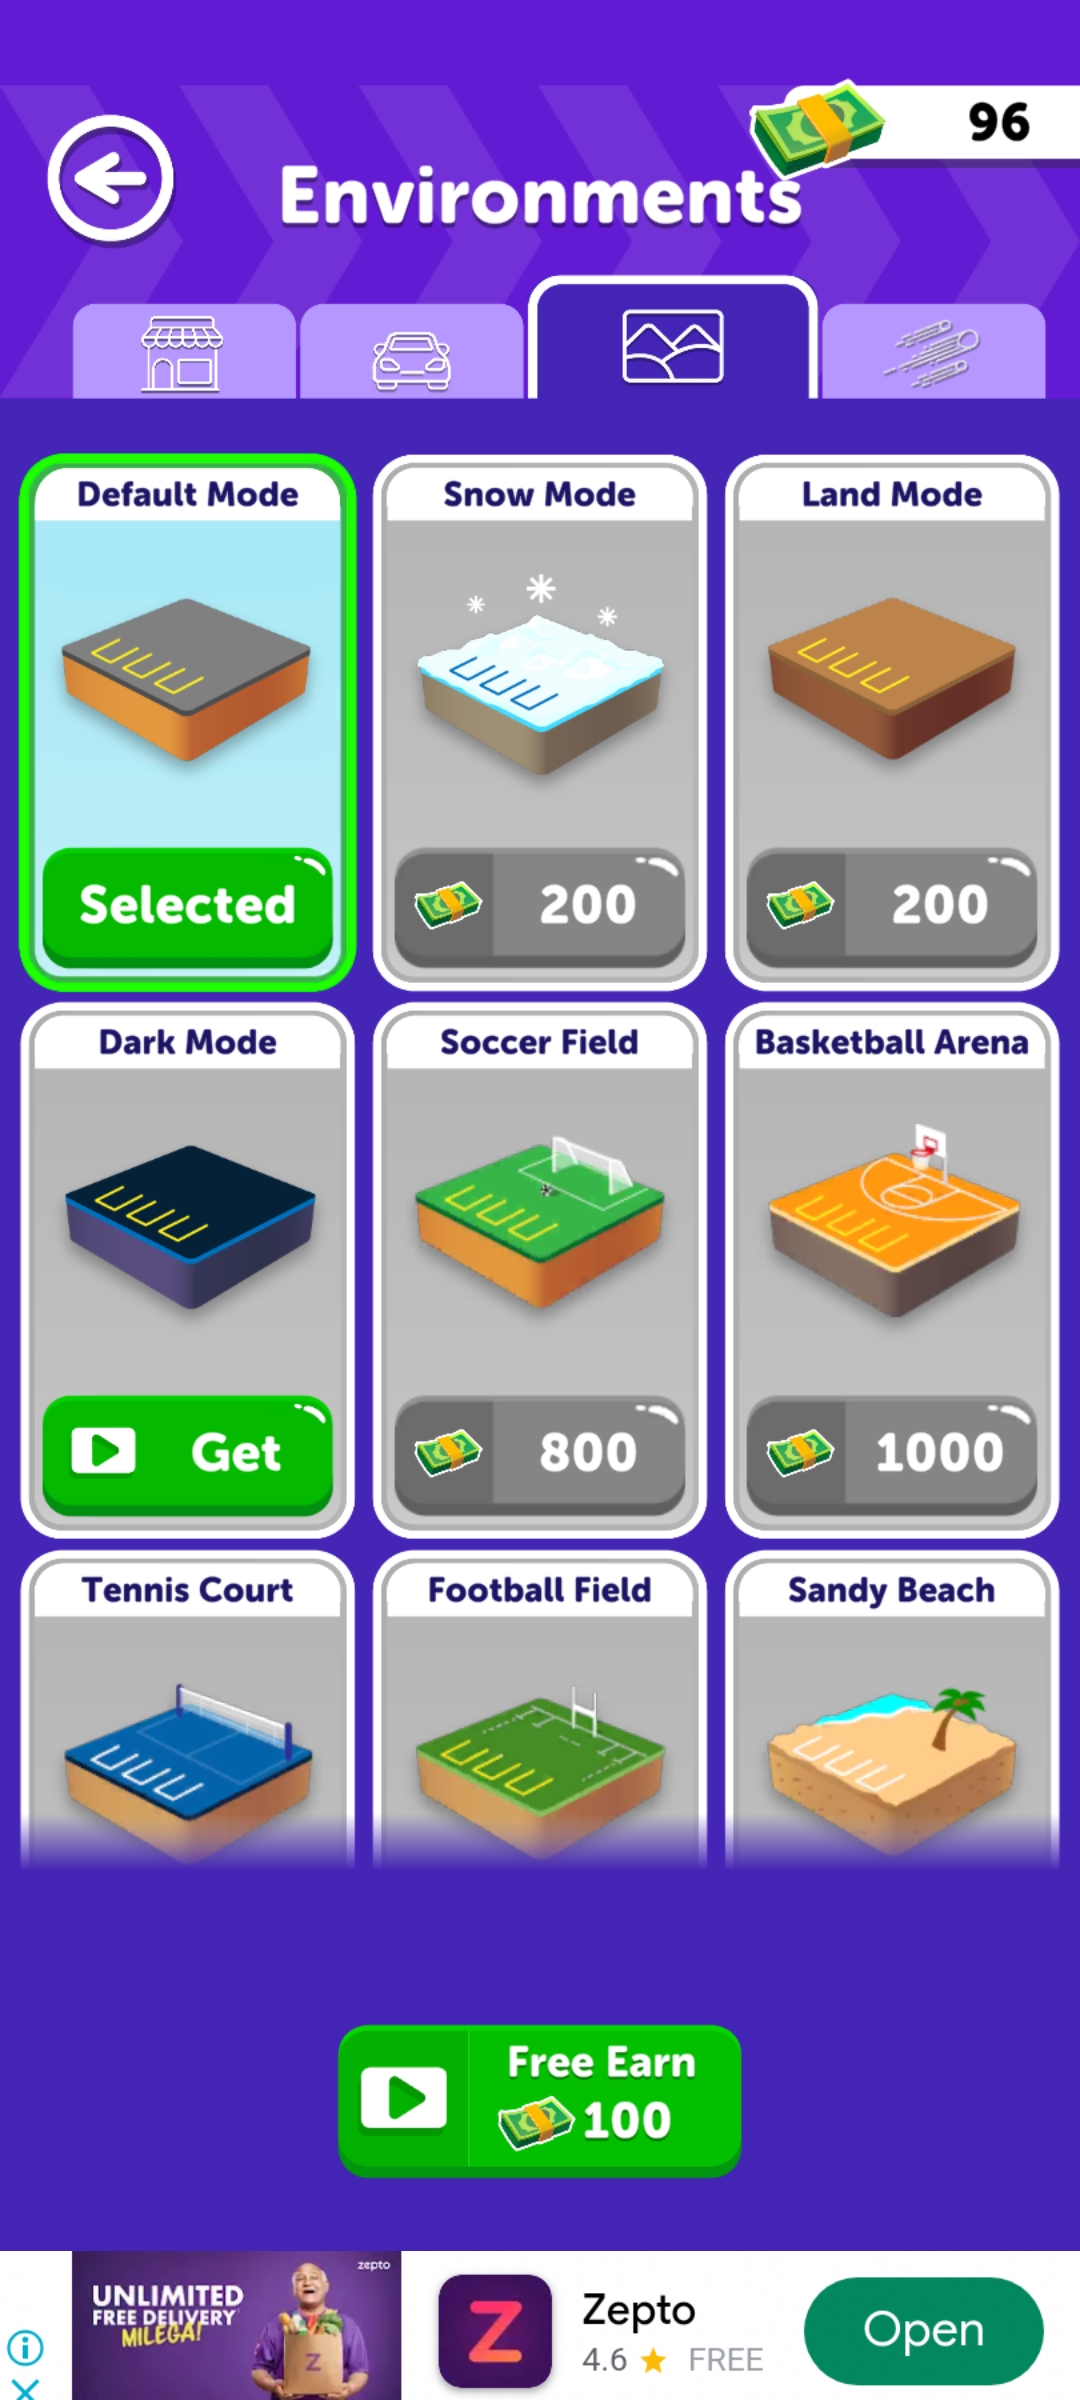 96
Environments
Default Mode
Snow Mode
Land Mode
Selected
200
200
Dark Mode
Soccer Field
Basketball Arena
Get
800
1000
Tennis Court
Football Field
Sandy Beach
Free Earn
100
zepto
UNLIMITED
FREE DELIVERY
MILEGA!
Z
Z
Zepto
4.6 ★ FREE
Open